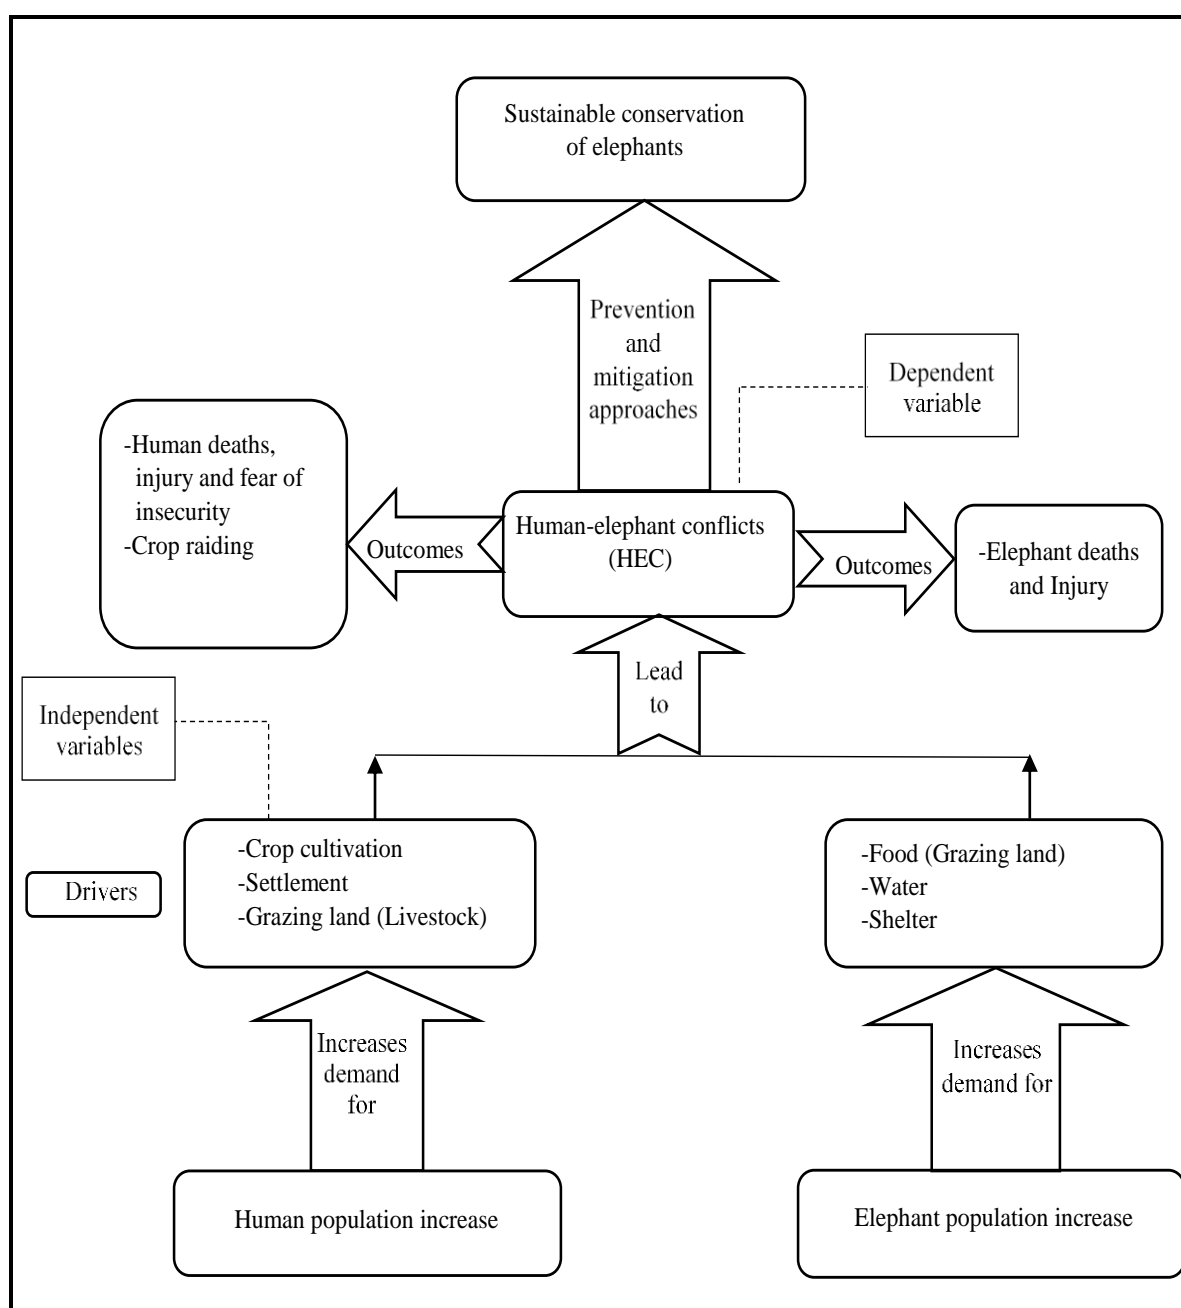 Sustainable conservation
of elephants
Prevention
and
mitigation
approaches
Dependent
variable
-Human deaths,
injury and fear of
insecurity
-Crop raiding
Outcomes
Human-elephant conflicts
(HEC)
Outcomes
-Elephant deaths
and Injury
Lead
to
Independent
variables
-Crop cultivation
-Settlement
-Grazing land (Livestock)
-Food (Grazing land)
-Water
-Shelter
Drivers
Increases
demand
for
Increases
demand for
Human population increase
Elephant population increase